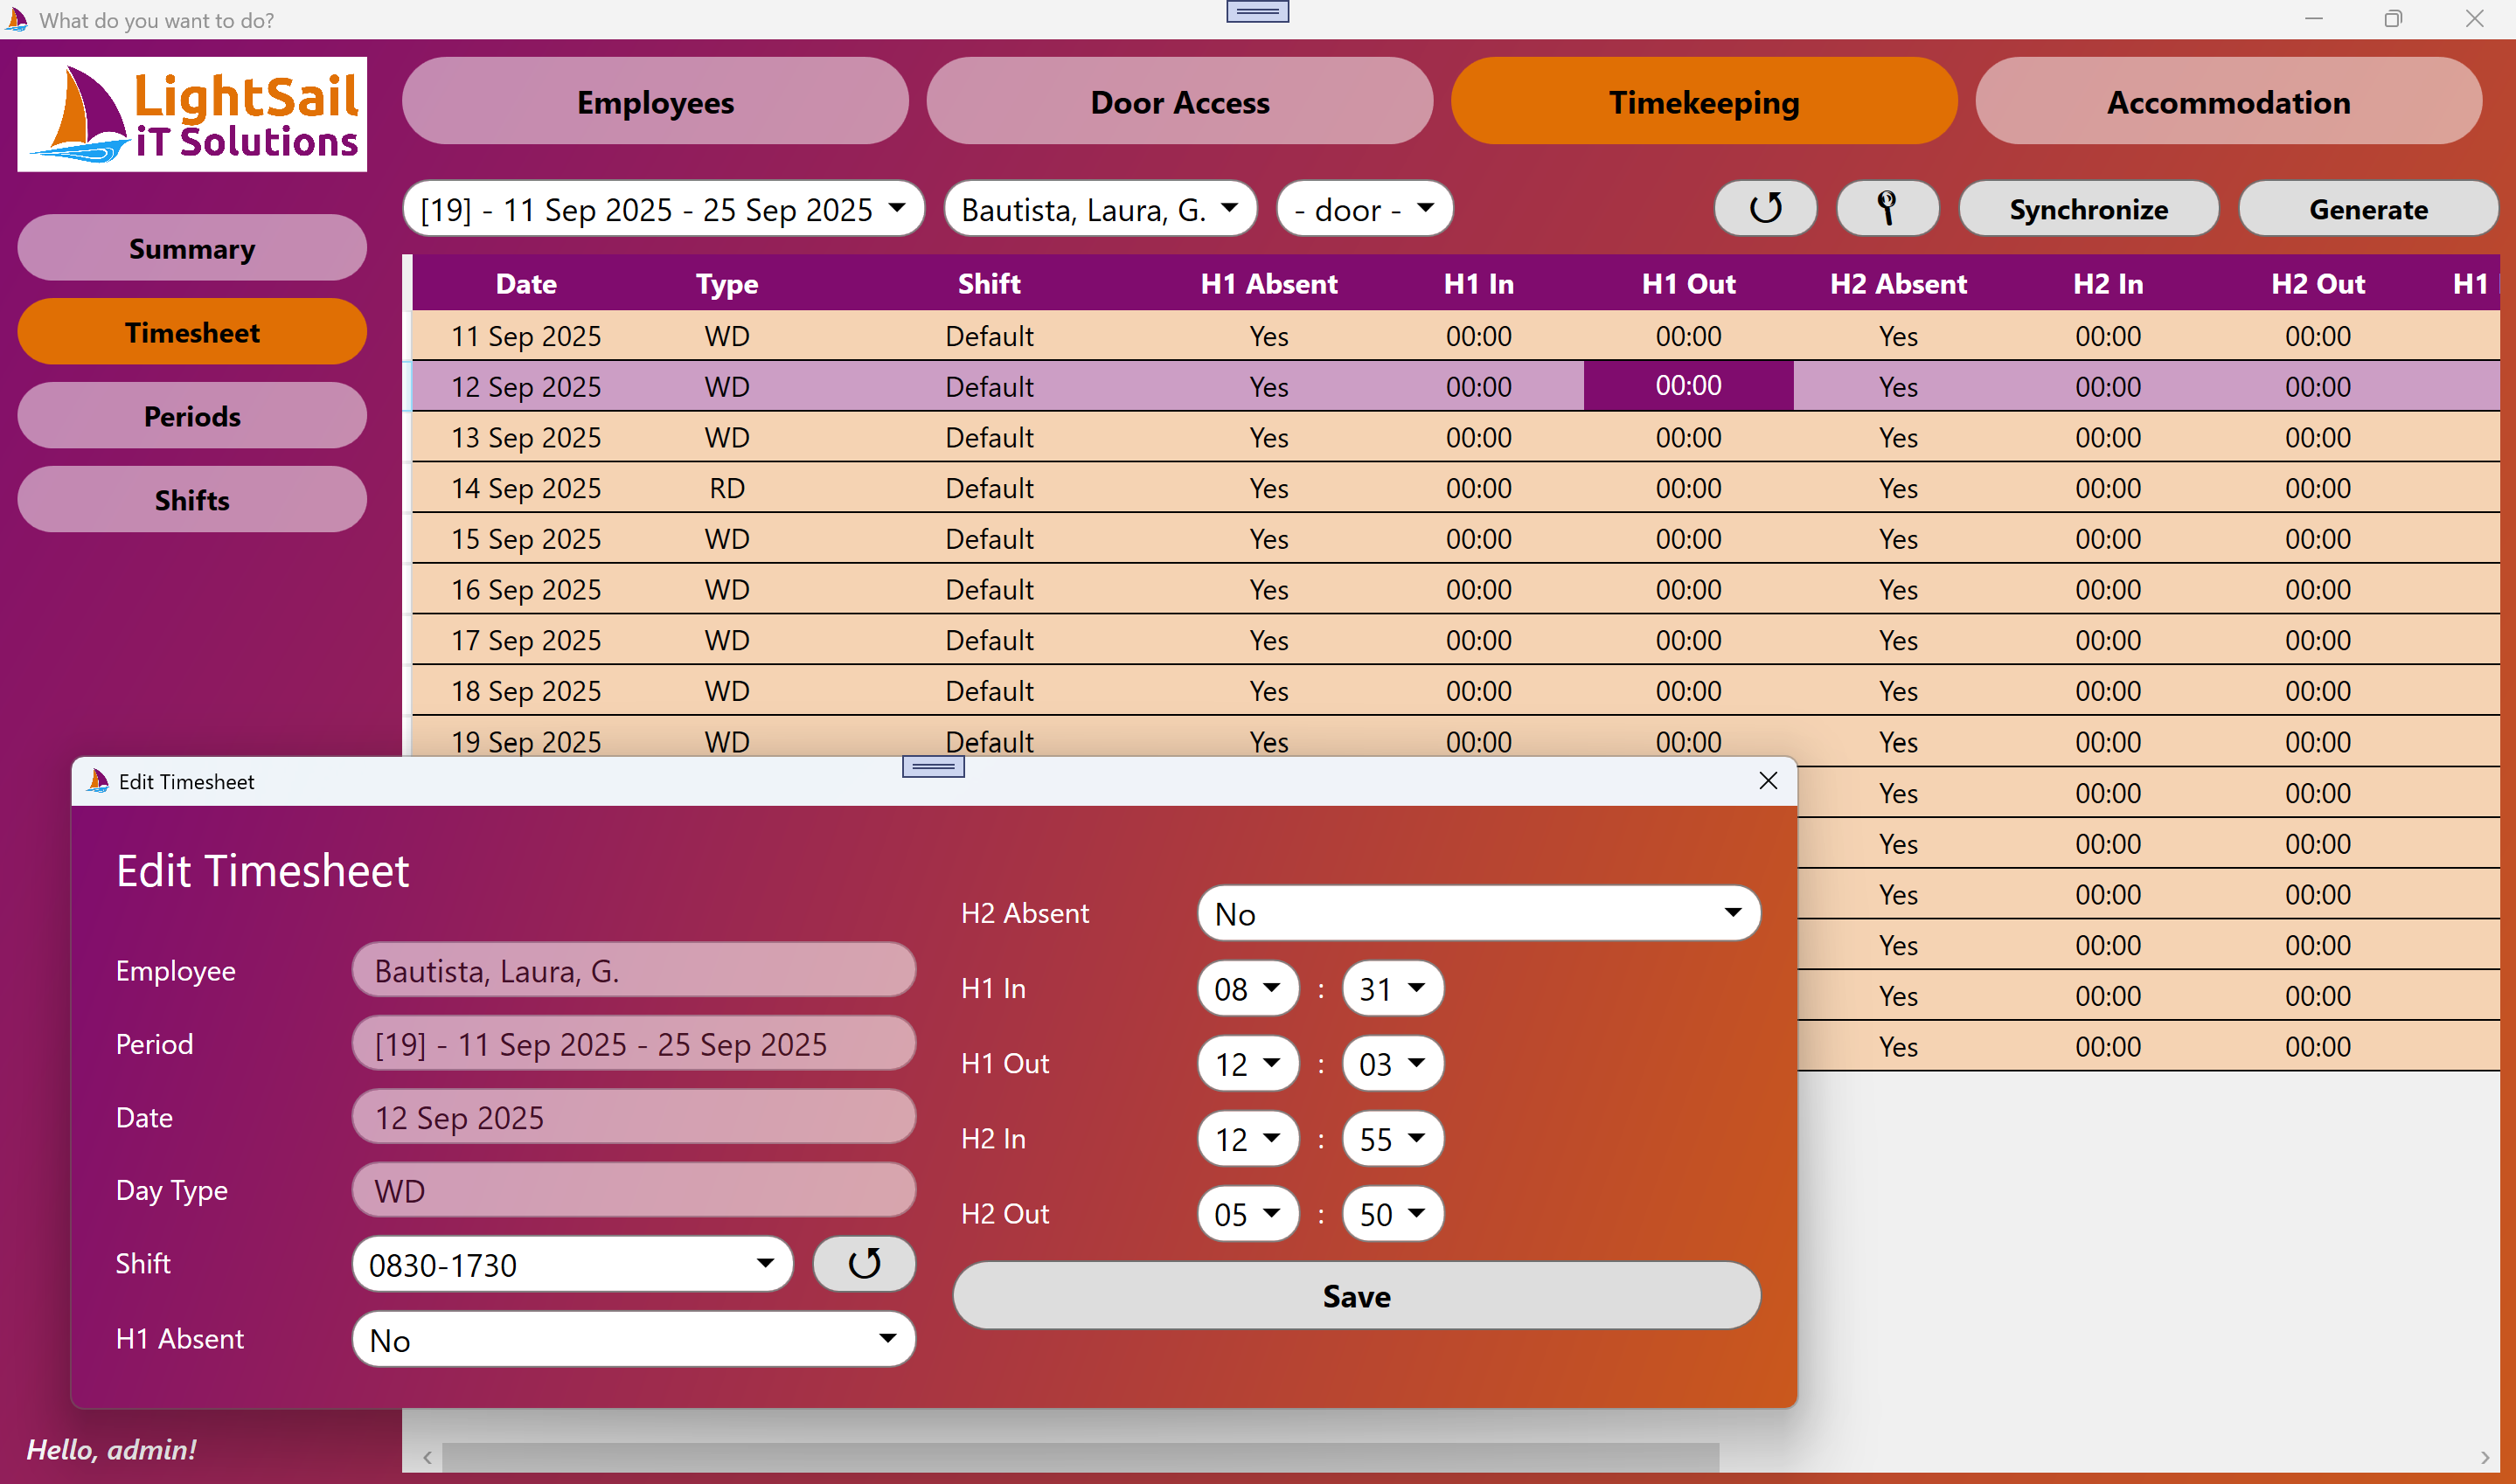 What do you want to do?
LightSail
iT Solutions
Employees
Door Access
Timekeeping
Accommodation
[19] - 11 Sep 2025 - 25 Sep 2025
Bautista, Laura, G.
- door -
Synchronize
Generate
Summary
Timesheet
Periods
Shifts
Date Type Shift H1 Absent H1 In H1 Out H2 Absent H2 In H2 Out H1
11 Sep 2025 WD Default Yes 00:00 00:00 Yes 00:00 00:00
12 Sep 2025 WD Default Yes 00:00 00:00 Yes 00:00 00:00
13 Sep 2025 WD Default Yes 00:00 00:00 Yes 00:00 00:00
14 Sep 2025 RD Default Yes 00:00 00:00 Yes 00:00 00:00
15 Sep 2025 WD Default Yes 00:00 00:00 Yes 00:00 00:00
16 Sep 2025 WD Default Yes 00:00 00:00 Yes 00:00 00:00
17 Sep 2025 WD Default Yes 00:00 00:00 Yes 00:00 00:00
18 Sep 2025 WD Default Yes 00:00 00:00 Yes 00:00 00:00
19 Sep 2025 WD Default Yes 00:00 00:00 Yes 00:00 00:00
Yes 00:00 00:00
Yes 00:00 00:00
Yes 00:00 00:00
Yes 00:00 00:00
Yes 00:00 00:00
Yes 00:00 00:00
Edit Timesheet
Edit Timesheet
Employee Bautista, Laura, G.
Period [19] - 11 Sep 2025 - 25 Sep 2025
Date 12 Sep 2025
Day Type WD
Shift 0830-1730
H1 Absent No
H2 Absent No
H1 In 08 : 31
H1 Out 12 : 03
H2 In 12 : 55
H2 Out 05 : 50
Save
Hello, admin!